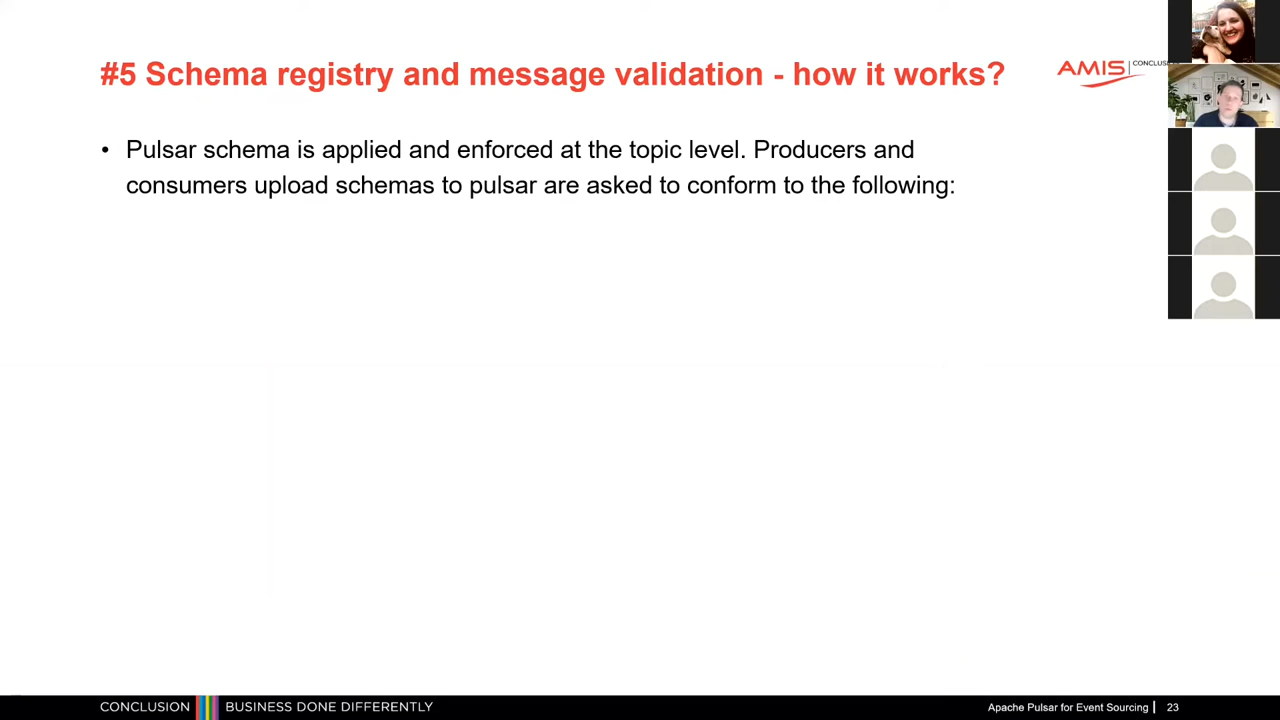 #5 Schema registry and message validation - how it works?
AMIS
• Pulsar schema is applied and enforced at the topic level. Producers and
consumers upload schemas to pulsar are asked to conform to the following:
CONCLUSION BUSINESS DONE DIFFERENTLY
Apache Pulsar for Event Sourcing 23